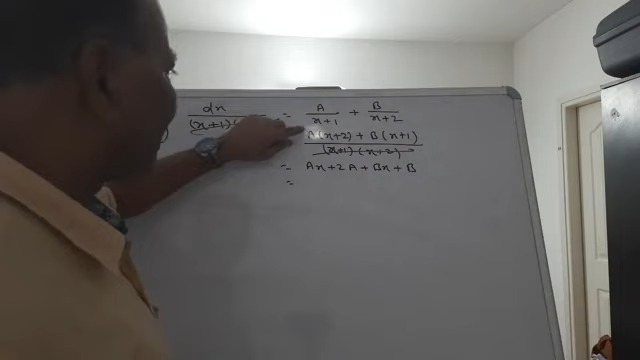 dx = A + B
(x+1)( x+1 x+2
A(x+2) + B(x+1)
(x+1)(x+2)
= Ax+2A+Bx+B
=